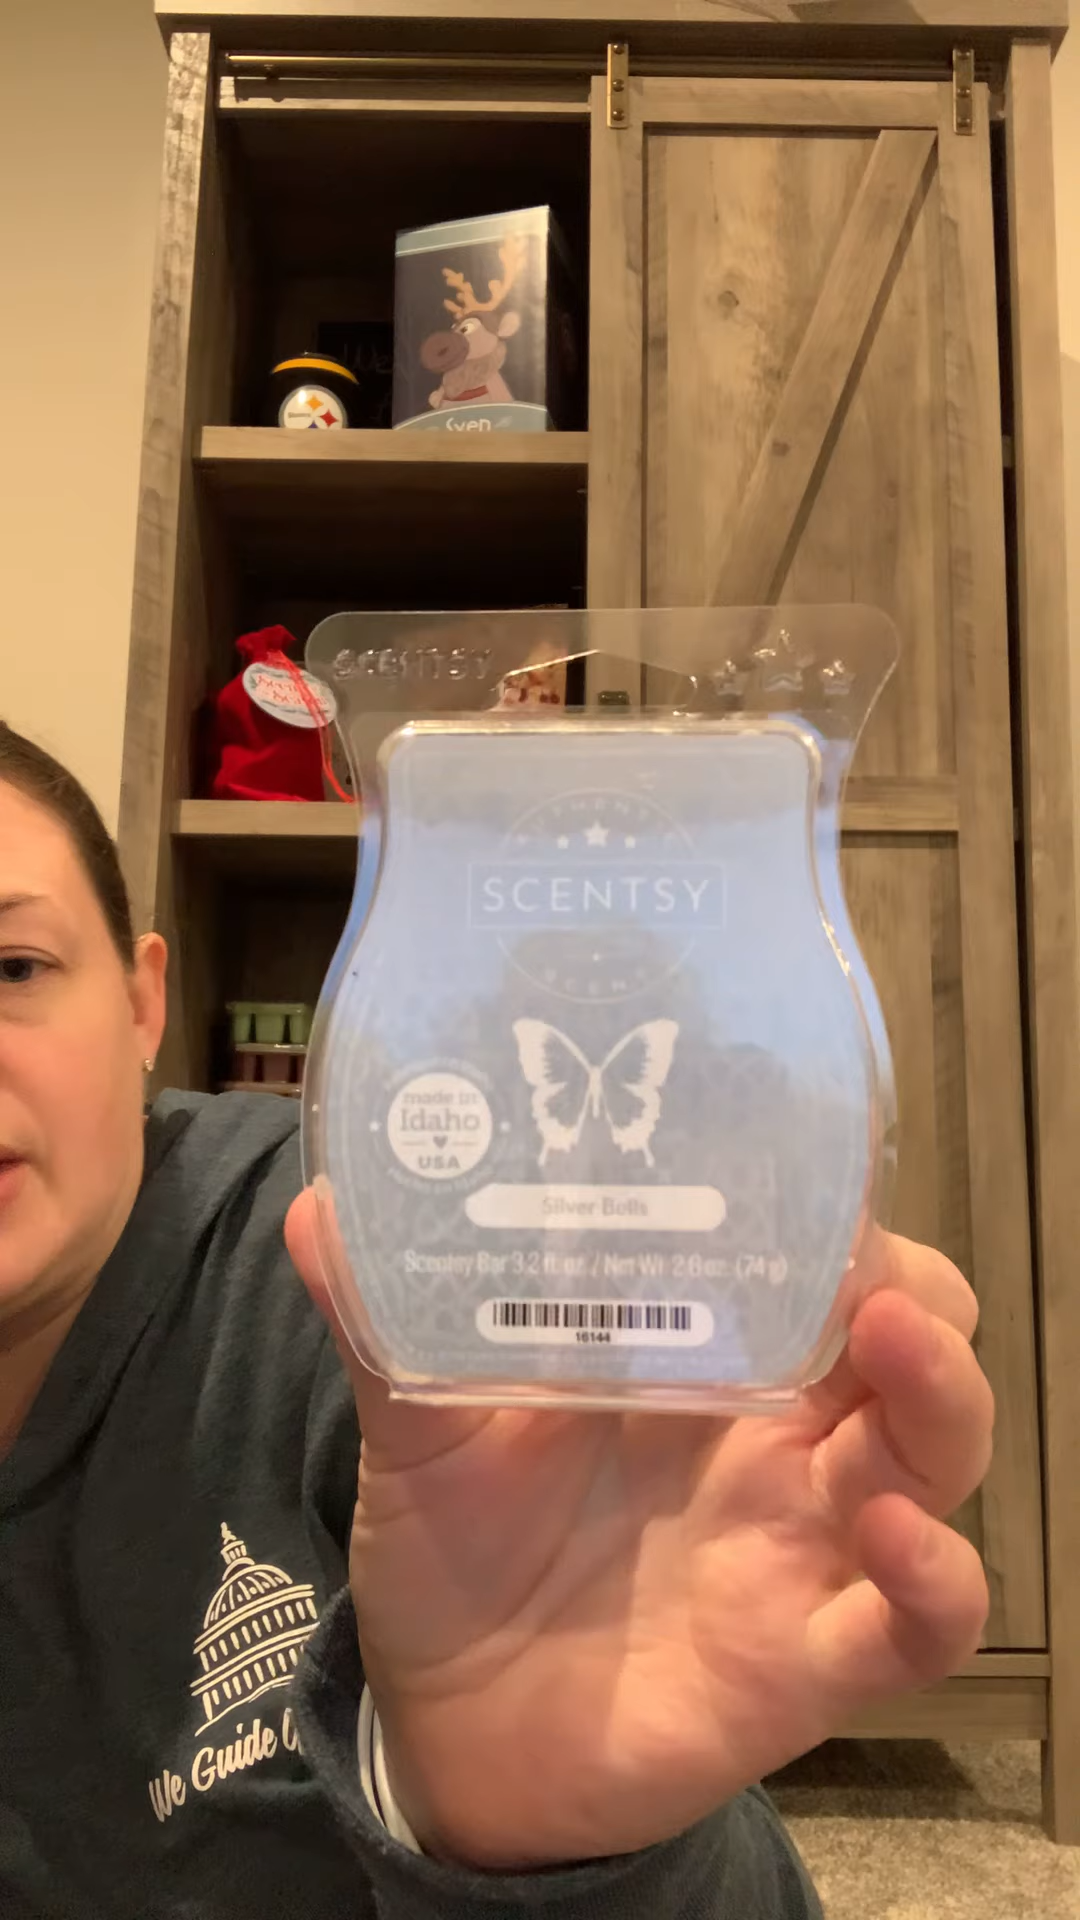 Sven
SCENTSY
SCENTSY
made in
Idaho
USA
Silver Bells
Scentsy Bar 3.2 fl. oz. / Net Wt. 2.6 oz. (74 g)
16144
We Guide